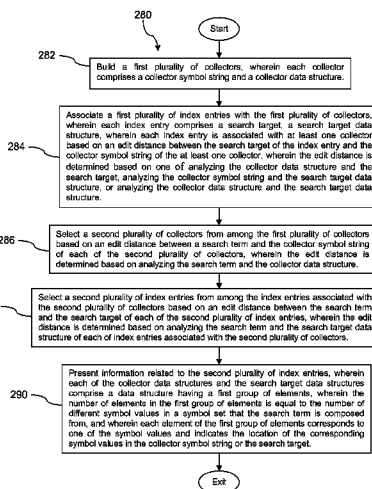 280
Start
282
Build a first plurality of collectors, wherein each collector
comprises a collector symbol string and a collector data structure.
284
Associate a first plurality of index entries with the first plurality of collectors,
wherein each index entry comprises a search target, a search target data
structure, wherein each index entry is associated with at least one collector
based on an edit distance between the search target of the index entry and the
collector symbol string of the at least one collector, wherein the edit distance is
determined based on one of analyzing the collector data structure and the
search target, analyzing the collector symbol string and the search target data
structure, or analyzing the collector data structure and the search target data
structure.
286
Select a second plurality of collectors from among the first plurality of collectors
based on an edit distance between a search term and the collector symbol string
of each of the second plurality of collectors, wherein the edit distance is
determined based on analyzing the search term and the collector data structure.
Select a second plurality of index entries from among the index entries associated with
the second plurality of collectors based on an edit distance between the search term
and the search target of each of the second plurality of index entries, wherein the edit
distance is determined based on analyzing the search term and the search target data
structure of each of index entries associated with the second plurality of collectors.
290
Present information related to the second plurality of index entries, wherein
each of the collector data structures and the search target data structures
comprise a data structure having a first group of elements, wherein the
number of elements in the first group of elements is equal to the number of
different symbol values in a symbol set that the search term is composed
from, and wherein each element of the first group of elements corresponds to
one of the symbol values and indicates the location of the corresponding
symbol values in the collector symbol string or the search target.
Exit